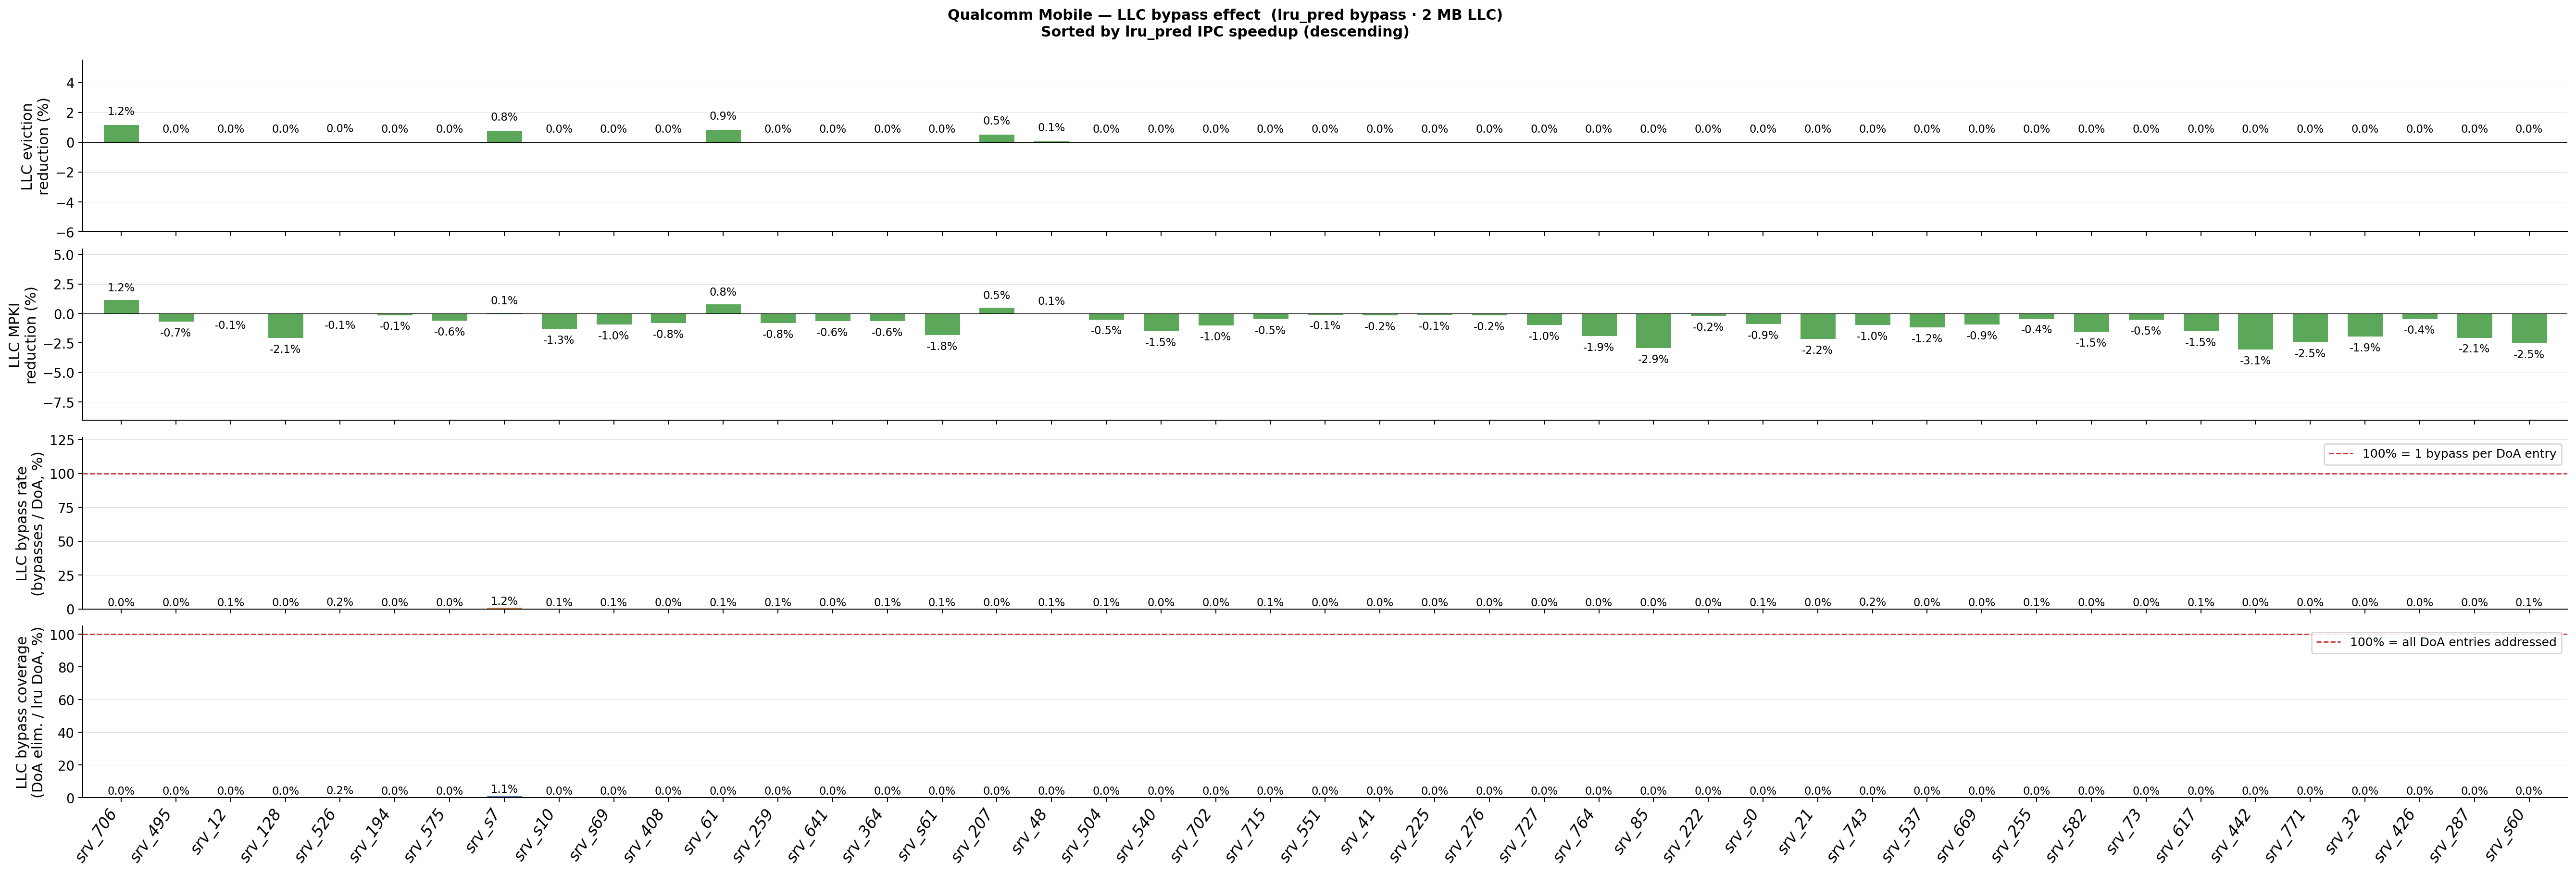 Qualcomm Mobile — LLC bypass effect  (lru_pred bypass · 2 MB LLC)
Sorted by lru_pred IPC speedup (descending)
LLC eviction
reduction (%)
4
2
0
−2
−4
−6
1.2% 0.0% 0.0% 0.0% 0.0% 0.0% 0.0% 0.8% 0.0% 0.0% 0.0% 0.9% 0.0% 0.0% 0.0% 0.0% 0.5% 0.1% 0.0% 0.0% 0.0% 0.0% 0.0% 0.0% 0.0% 0.0% 0.0% 0.0% 0.0% 0.0% 0.0% 0.0% 0.0% 0.0% 0.0% 0.0% 0.0% 0.0% 0.0% 0.0% 0.0% 0.0% 0.0% 0.0% 0.0%
LLC MPKI
reduction (%)
5.0
2.5
0.0
−2.5
−5.0
−7.5
1.2% -0.7% -0.1% -2.1% -0.1% -0.1% -0.6% 0.1% -1.3% -1.0% -0.8% 0.8% -0.8% -0.6% -0.6% -1.8% 0.5% 0.1% -0.5% -1.5% -1.0% -0.5% -0.1% -0.2% -0.1% -0.2% -1.0% -1.9% -2.9% -0.2% -0.9% -2.2% -1.0% -1.2% -0.9% -0.4% -1.5% -0.5% -1.5% -3.1% -2.5% -1.9% -0.4% -2.1% -2.5%
LLC bypass rate
(bypasses / DoA, %)
125
100
75
50
25
0
100% = 1 bypass per DoA entry
0.0% 0.0% 0.1% 0.0% 0.2% 0.0% 0.0% 1.2% 0.1% 0.1% 0.0% 0.1% 0.1% 0.0% 0.1% 0.1% 0.0% 0.1% 0.1% 0.0% 0.0% 0.1% 0.0% 0.0% 0.0% 0.0% 0.0% 0.0% 0.0% 0.0% 0.1% 0.0% 0.2% 0.0% 0.0% 0.1% 0.0% 0.0% 0.1% 0.0% 0.0% 0.0% 0.0% 0.0% 0.1%
LLC bypass coverage
(DoA elim. / lru DoA, %)
100
80
60
40
20
0
100% = all DoA entries addressed
0.0% 0.0% 0.0% 0.0% 0.2% 0.0% 0.0% 1.1% 0.0% 0.0% 0.0% 0.0% 0.0% 0.0% 0.0% 0.0% 0.0% 0.0% 0.0% 0.0% 0.0% 0.0% 0.0% 0.0% 0.0% 0.0% 0.0% 0.0% 0.0% 0.0% 0.0% 0.0% 0.0% 0.0% 0.0% 0.0% 0.0% 0.0% 0.0% 0.0% 0.0% 0.0% 0.0% 0.0% 0.0%
srv_706 srv_495 srv_12 srv_128 srv_526 srv_194 srv_575 srv_s7 srv_s10 srv_s69 srv_408 srv_61 srv_259 srv_641 srv_364 srv_s61 srv_207 srv_48 srv_504 srv_540 srv_702 srv_715 srv_551 srv_41 srv_225 srv_276 srv_727 srv_764 srv_85 srv_222 srv_s0 srv_21 srv_743 srv_537 srv_669 srv_255 srv_582 srv_73 srv_617 srv_442 srv_771 srv_32 srv_426 srv_287 srv_s60